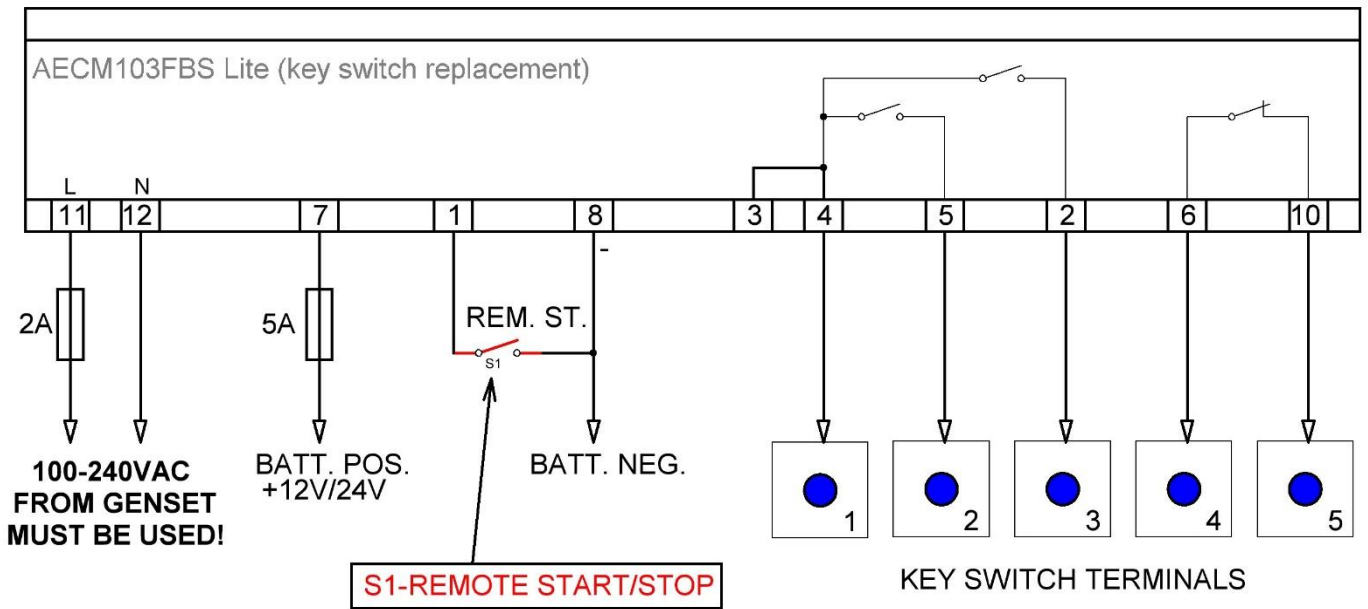 AECM103FBS Lite (key switch replacement)
L N
11 12 7 1 8 3 4 5 2 6 10
-
2A 5A REM. ST.
S1
100-240VAC
FROM GENSET
MUST BE USED!
BATT. POS.
+12V/24V
BATT. NEG.
1 2 3 4 5
S1-REMOTE START/STOP
KEY SWITCH TERMINALS